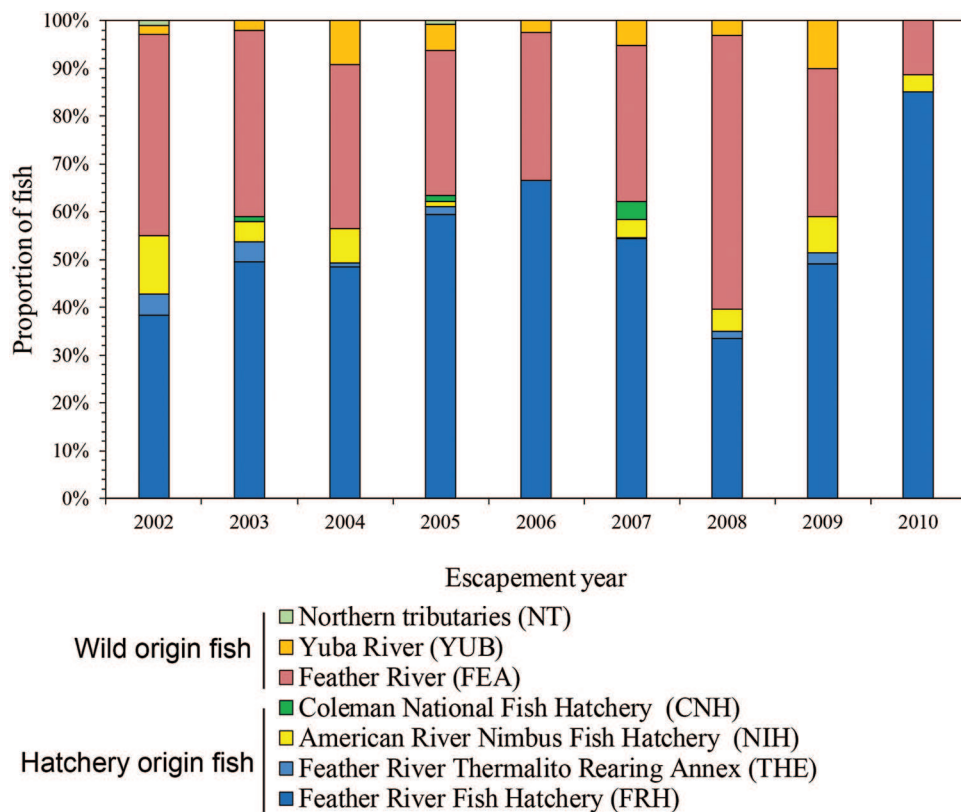 Proportion of fish
100%
90%
80%
70%
60%
50%
40%
30%
20%
10%
0%
2002 2003 2004 2005 2006 2007 2008 2009 2010
Escapement year
Wild origin fish
Northern tributaries (NT)
Yuba River (YUB)
Feather River (FEA)
Hatchery origin fish
Coleman National Fish Hatchery (CNH)
American River Nimbus Fish Hatchery (NIH)
Feather River Thermalito Rearing Annex (THE)
Feather River Fish Hatchery (FRH)